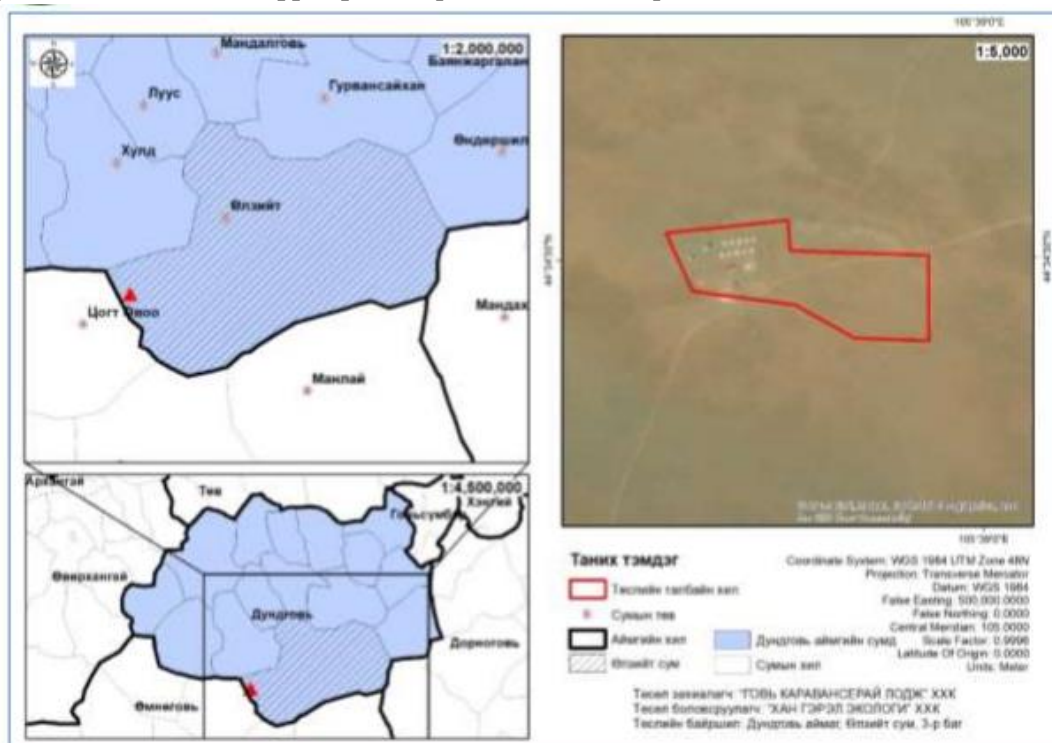 1:2,000,000
Мандалговь
Баянжаргалан
Луус
Гурвансайхан
Хулд
Өндөршил
Өлзийт
Цогт Овоо
Мандах
Манлай
1:4,500,000
Архангай
Төв
Хэнтий
Говьсүмбэр
Өвөрхангай
Дундговь
Дорноговь
Өмнөговь
1:5,000
Таних тэмдэг
Төслийн талбайн хил
Сумын төв
Аймгийн хил
Дундговь аймгийн сумд
Өлзийт сум
Сумын хил
Coordinate System: WGS 1984 UTM Zone 48N
Projection: Transverse Mercator
Datum: WGS 1984
False Easting: 500,000.0000
False Northing: 0.0000
Central Meridian: 105.0000
Scale Factor: 0.9996
Latitude Of Origin: 0.0000
Units: Meter
Төсөл захиалагч: "ГОВЬ КАРАВАНСЕРАЙ ЛОДЖ" ХХК
Төсөл боловсруулагч: "ХАН ГЭРЭЛ ЭКОЛОГИ" ХХК
Төслийн байршил: Дундговь аймаг, Өлзийт сум, 3-р баг